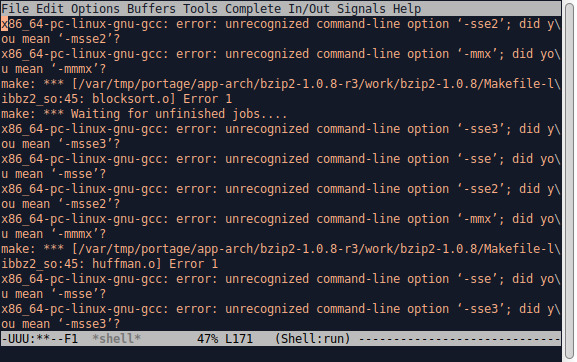 File Edit Options Buffers Tools Complete In/Out Signals Help
x86_64-pc-linux-gnu-gcc: error: unrecognized command-line option ‘-sse2’; did y\
ou mean ‘-msse2’?
x86_64-pc-linux-gnu-gcc: error: unrecognized command-line option ‘-mmx’; did yo\
u mean ‘-mmmx’?
make: *** [/var/tmp/portage/app-arch/bzip2-1.0.8-r3/work/bzip2-1.0.8/Makefile-l\
ibbz2_so:45: blocksort.o] Error 1
make: *** Waiting for unfinished jobs....
x86_64-pc-linux-gnu-gcc: error: unrecognized command-line option ‘-sse3’; did y\
ou mean ‘-msse3’?
x86_64-pc-linux-gnu-gcc: error: unrecognized command-line option ‘-sse’; did yo\
u mean ‘-msse’?
x86_64-pc-linux-gnu-gcc: error: unrecognized command-line option ‘-sse2’; did y\
ou mean ‘-msse2’?
x86_64-pc-linux-gnu-gcc: error: unrecognized command-line option ‘-mmx’; did yo\
u mean ‘-mmmx’?
make: *** [/var/tmp/portage/app-arch/bzip2-1.0.8-r3/work/bzip2-1.0.8/Makefile-l\
ibbz2_so:45: huffman.o] Error 1
x86_64-pc-linux-gnu-gcc: error: unrecognized command-line option ‘-sse’; did yo\
u mean ‘-msse’?
x86_64-pc-linux-gnu-gcc: error: unrecognized command-line option ‘-sse3’; did y\
ou mean ‘-msse3’?
-UUU:**--F1  *shell*        47% L171   (Shell:run) -----------------------------